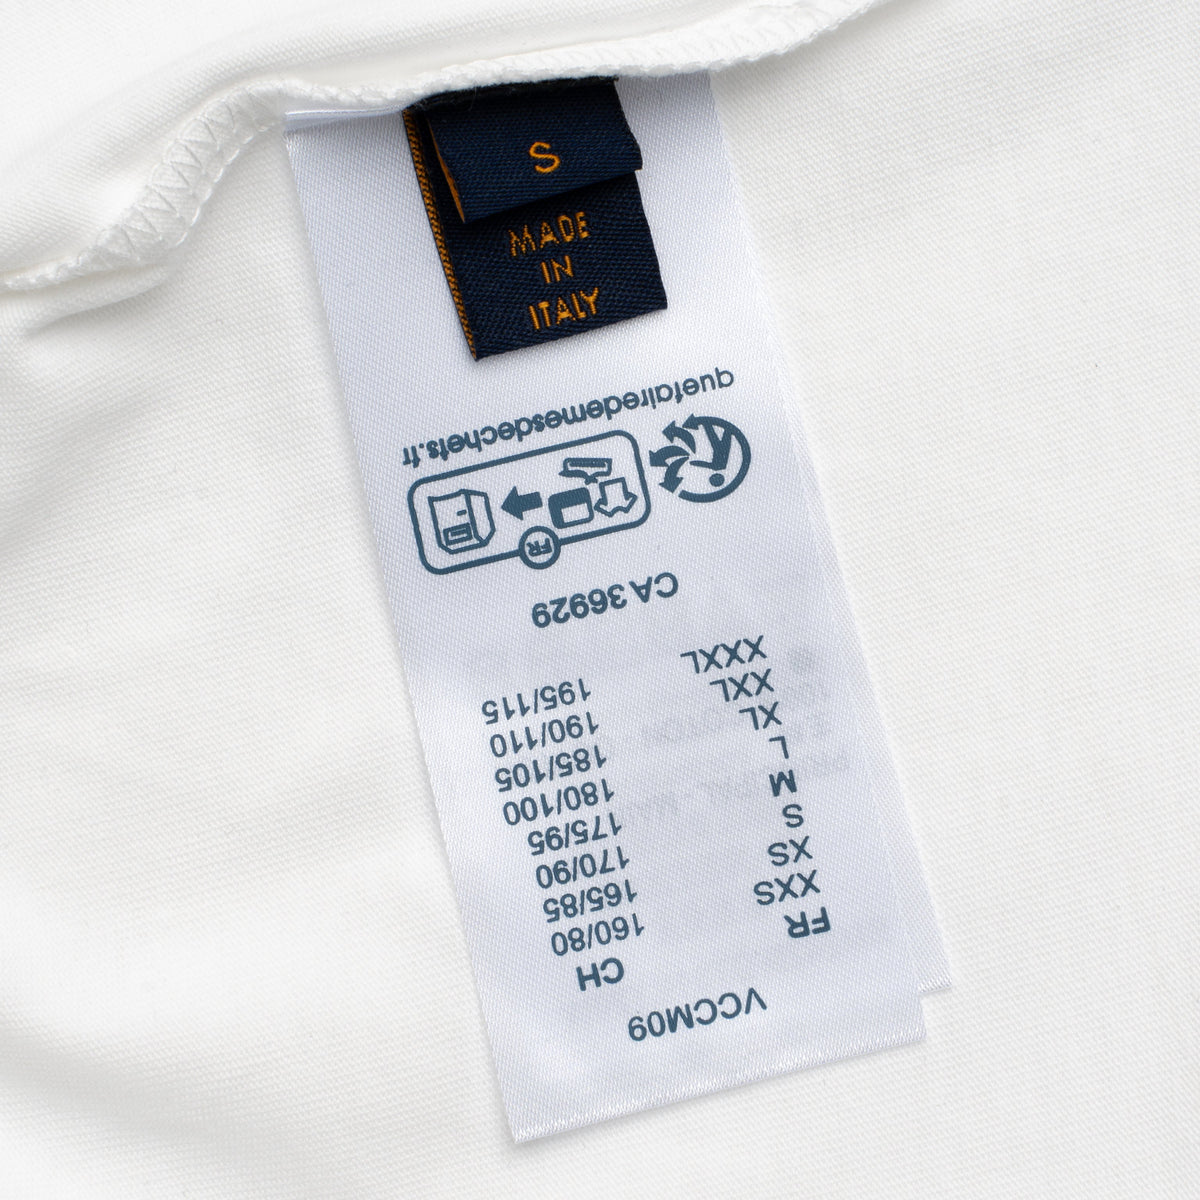 S
MADE
IN
ITALY
VCCM09
FR CH
XXS 160/80
XS 165/85
S 170/90
M 175/95
L 180/100
XL 185/105
XXL 190/110
XXXL 195/115
CA 36929
FR
quefairedemesdechets.fr